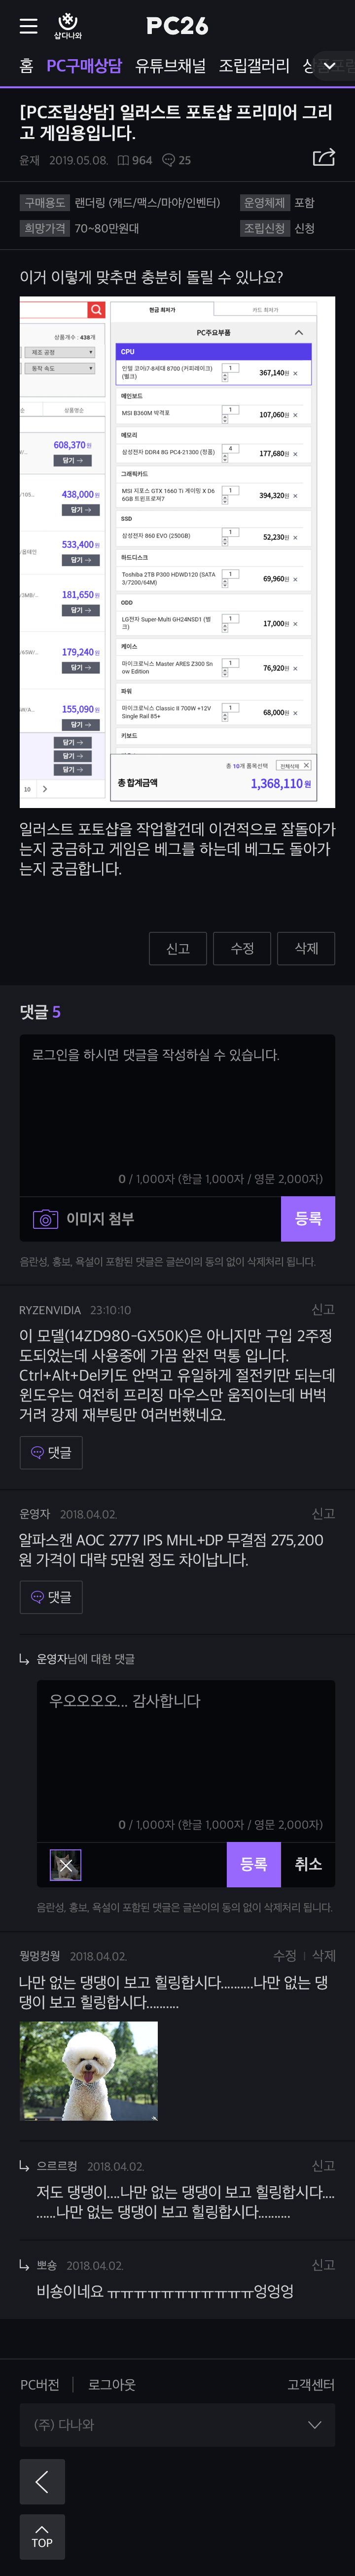 샵다나와
PC26
홈 PC구매상담 유튜브채널 조립갤러리
[PC조립상담] 일러스트 포토샵 프리미어 그리
고 게임용입니다.
윤재 2019.05.08. 964 25
구매용도 랜더링 (캐드/맥스/마야/인벤터) 운영체제 포함
희망가격 70~80만원대 조립신청 신청
이거 이렇게 맞추면 충분히 돌릴 수 있나요?
상품개수 : 438개
제조 공정
동작 속도
상품평순
608,370원
담기
438,000원
담기
533,400원
담기
181,650원
담기
179,240원
담기
155,090원
담기
담기
담기
담기
10
현금 최저가 카드 최저가
PC주요부품
CPU
인텔 코어i7-8세대 8700 (커피레이크) (벌크) 1 367,140원
메인보드
MSI B360M 박격포 1 107,060원
메모리
삼성전자 DDR4 8G PC4-21300 (정품) 4 177,680원
그래픽카드
MSI 지포스 GTX 1660 Ti 게이밍 X D6 6GB 트윈프로져7 1 394,320원
SSD
삼성전자 860 EVO (250GB) 1 52,230원
하드디스크
Toshiba 2TB P300 HDWD120 (SATA 3/7200/64M) 1 69,960원
ODD
LG전자 Super-Multi GH24NSD1 (벌크) 1 17,000원
케이스
마이크로닉스 Master ARES Z300 Snow Edition 1 76,920원
파워
마이크로닉스 Classic II 700W +12V Single Rail 85+ 1 68,000원
키보드
총 10개 품목선택 전체삭제
총 합계금액 1,368,110 원
일러스트 포토샵을 작업할건데 이견적으로 잘돌아가
는지 궁금하고 게임은 베그를 하는데 베그도 돌아가
는지 궁금합니다.
신고 수정 삭제
댓글 5
로그인을 하시면 댓글을 작성하실 수 있습니다.
0 / 1,000자 (한글 1,000자 / 영문 2,000자)
이미지 첨부 등록
음란성, 홍보, 욕설이 포함된 댓글은 글쓴이의 동의 없이 삭제처리 됩니다.
RYZENVIDIA 23:10:10 신고
이 모델(14ZD980-GX50K)은 아니지만 구입 2주정
도되었는데 사용중에 가끔 완전 먹통 입니다.
Ctrl+Alt+Del키도 안먹고 유일하게 절전키만 되는데
윈도우는 여전히 프리징 마우스만 움직이는데 버벅
거려 강제 재부팅만 여러번했네요.
댓글
운영자 2018.04.02. 신고
알파스캔 AOC 2777 IPS MHL+DP 무결점 275,200
원 가격이 대략 5만원 정도 차이납니다.
댓글
운영자님에 대한 댓글
우오오오오... 감사합니다
0 / 1,000자 (한글 1,000자 / 영문 2,000자)
등록 취소
음란성, 홍보, 욕설이 포함된 댓글은 글쓴이의 동의 없이 삭제처리 됩니다.
뭥멍컹웡 2018.04.02. 수정 삭제
나만 없는 댕댕이 보고 힐링합시다..........나만 없는 댕
댕이 보고 힐링합시다..........
으르르컹 2018.04.02. 신고
저도 댕댕이....나만 없는 댕댕이 보고 힐링합시다....
......나만 없는 댕댕이 보고 힐링합시다..........
뽀숑 2018.04.02. 신고
비숑이네요 ㅠㅠㅠㅠㅠㅠㅠㅠㅠㅠㅠ엉엉엉
PC버전 로그아웃 고객센터
(주) 다나와
TOP